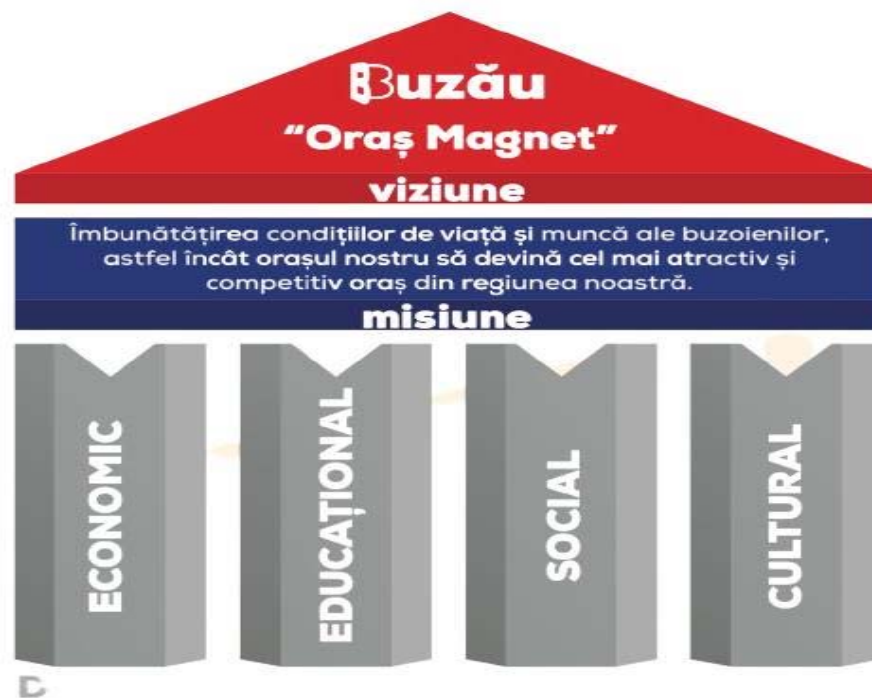 Buzău
“Oraș Magnet”
viziune
Îmbunătățirea condițiilor de viață și muncă ale buzoienilor,
astfel încât orașul nostru să devină cel mai atractiv și
competitiv oraș din regiunea noastră.
misiune
ECONOMIC
EDUCAȚIONAL
SOCIAL
CULTURAL